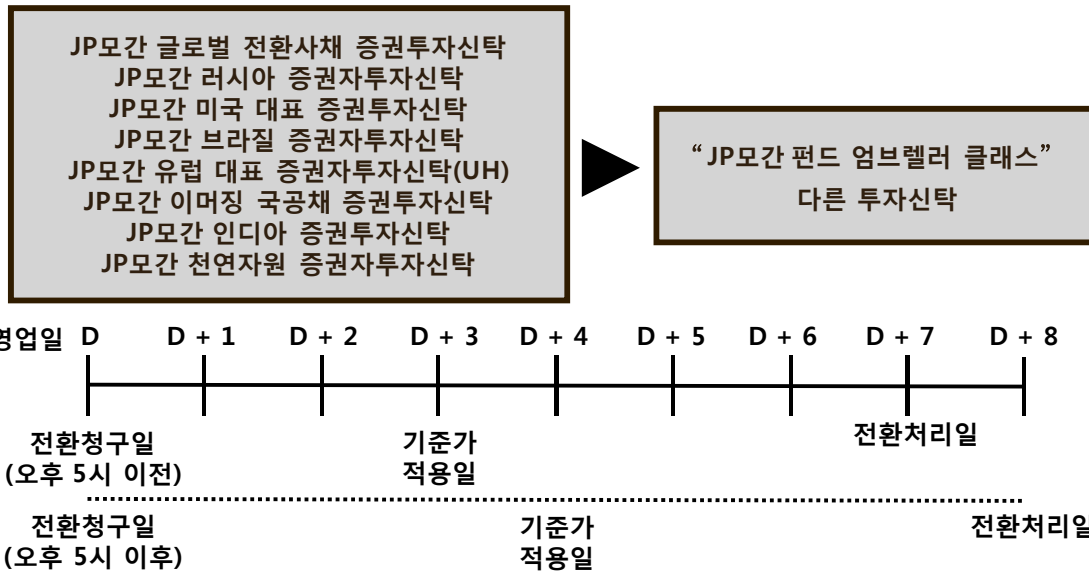 JP모간 글로벌 전환사채 증권투자신탁
JP모간 러시아 증권자투자신탁
JP모간 미국 대표 증권투자신탁
JP모간 브라질 증권자투자신탁
JP모간 유럽 대표 증권자투자신탁(UH)
JP모간 이머징 국공채 증권투자신탁
JP모간 인디아 증권투자신탁
JP모간 천연자원 증권자투자신탁
“JP모간 펀드 엄브렐러 클래스”
다른 투자신탁
영업일 D D + 1 D + 2 D + 3 D + 4 D + 5 D + 6 D + 7 D + 8
전환청구일 기준가 전환처리일
(오후 5시 이전) 적용일
전환청구일 기준가 전환처리일
(오후 5시 이후) 적용일